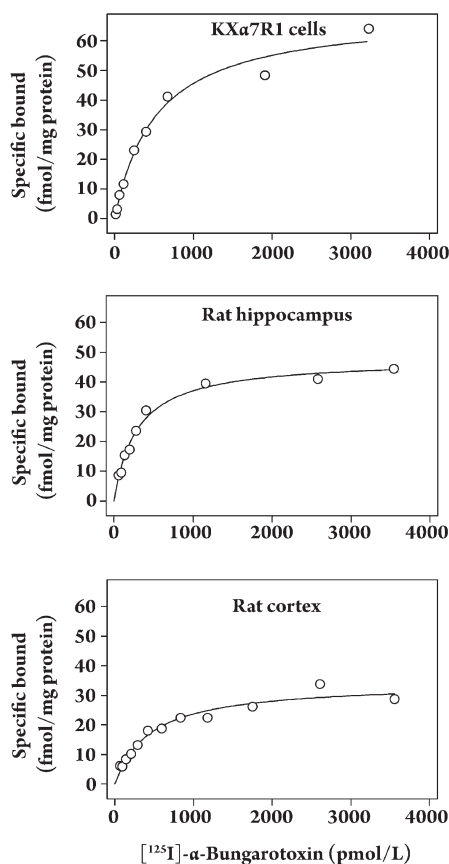 KXα7R1 cells
Specific bound
(fmol/mg protein)
60
50
40
30
20
10
0
0 1000 2000 3000 4000
Rat hippocampus
Specific bound
(fmol/mg protein)
60
50
40
30
20
10
0
0 1000 2000 3000 4000
Rat cortex
Specific bound
(fmol/mg protein)
60
50
40
30
20
10
0
0 1000 2000 3000 4000
[¹²⁵I]-α-Bungarotoxin (pmol/L)